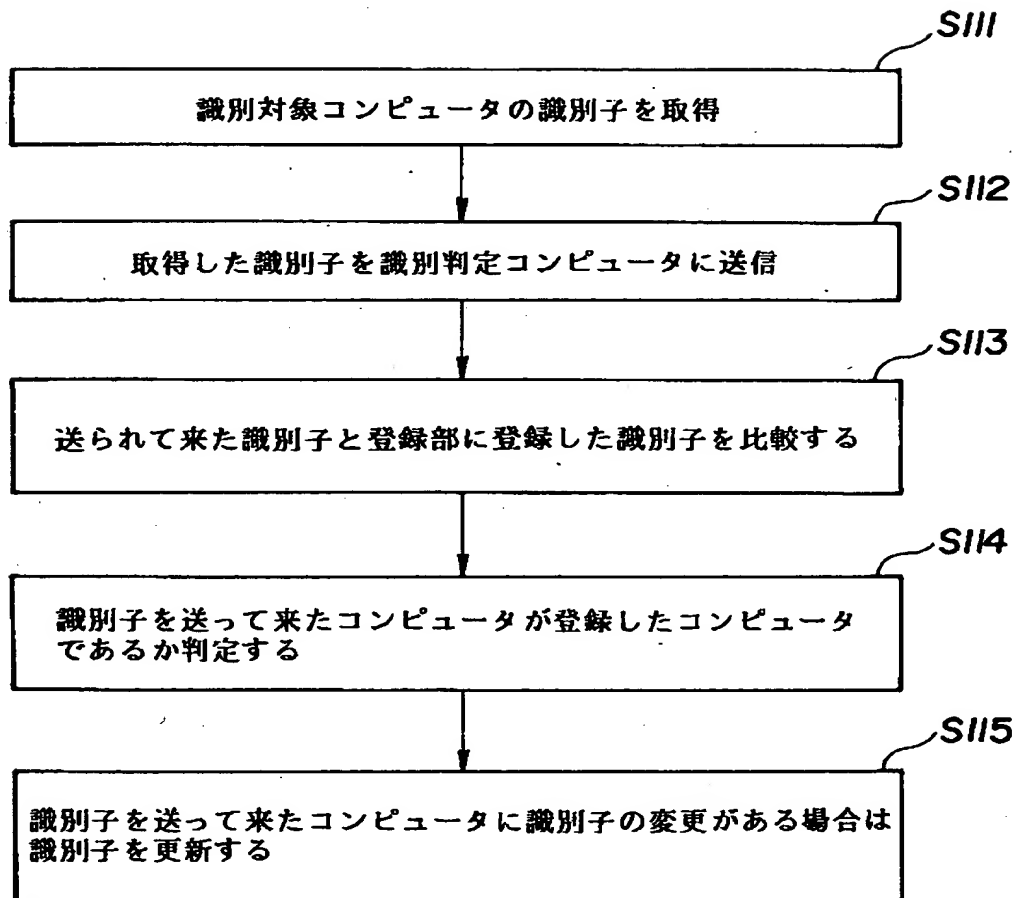 S111
識別対象コンピュータの識別子を取得
S112
取得した識別子を識別判定コンピュータに送信
S113
送られて来た識別子と登録部に登録した識別子を比較する
S114
識別子を送って来たコンピュータが登録したコンピュータ
であるか判定する
S115
識別子を送って来たコンピュータに識別子の変更がある場合は
識別子を更新する